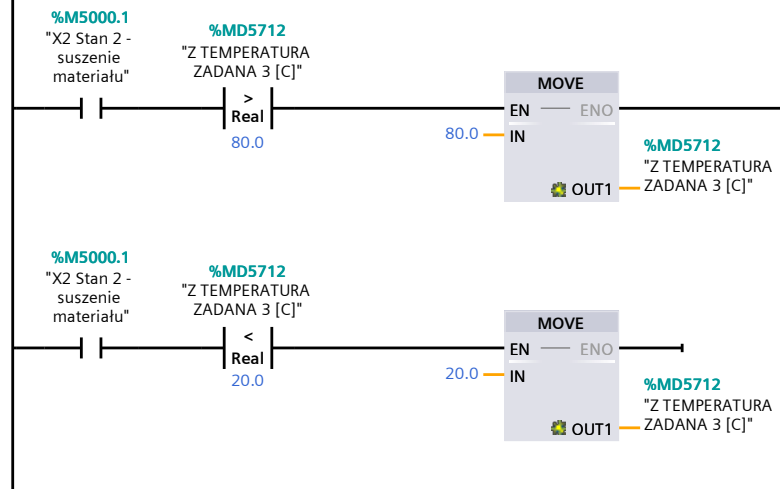 %M5000.1
"X2 Stan 2 -
suszenie
materiału"
%MD5712
"Z TEMPERATURA
ZADANA 3 [C]"
>
Real
80.0
MOVE
EN
ENO
80.0
IN
OUT1
%MD5712
"Z TEMPERATURA
ZADANA 3 [C]"
%M5000.1
"X2 Stan 2 -
suszenie
materiału"
%MD5712
"Z TEMPERATURA
ZADANA 3 [C]"
<
Real
20.0
MOVE
EN
ENO
20.0
IN
OUT1
%MD5712
"Z TEMPERATURA
ZADANA 3 [C]"